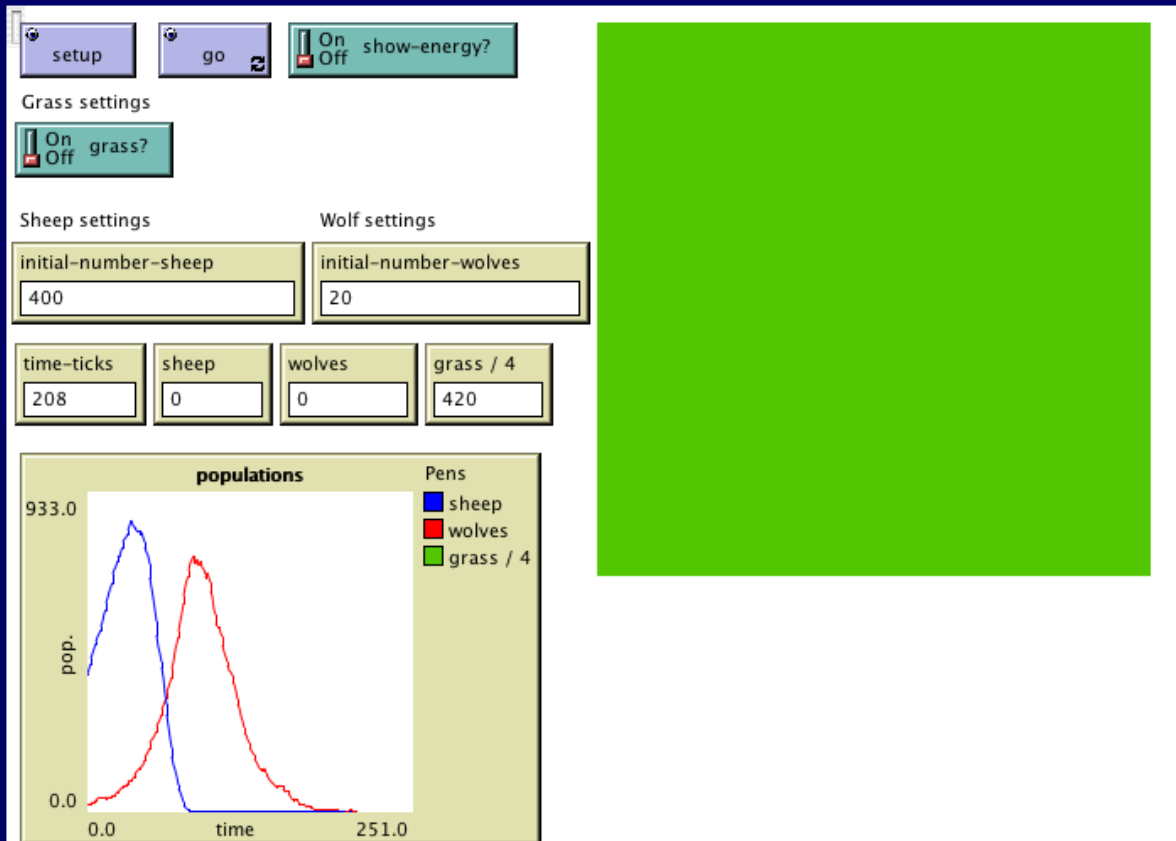 setup
go
On
Off
show-energy?
Grass settings
On
Off
grass?
Sheep settings
Wolf settings
initial-number-sheep
400
initial-number-wolves
20
time-ticks
208
sheep
0
wolves
0
grass / 4
420
populations
Pens
sheep
wolves
grass / 4
933.0
pop.
0.0
0.0
time
251.0